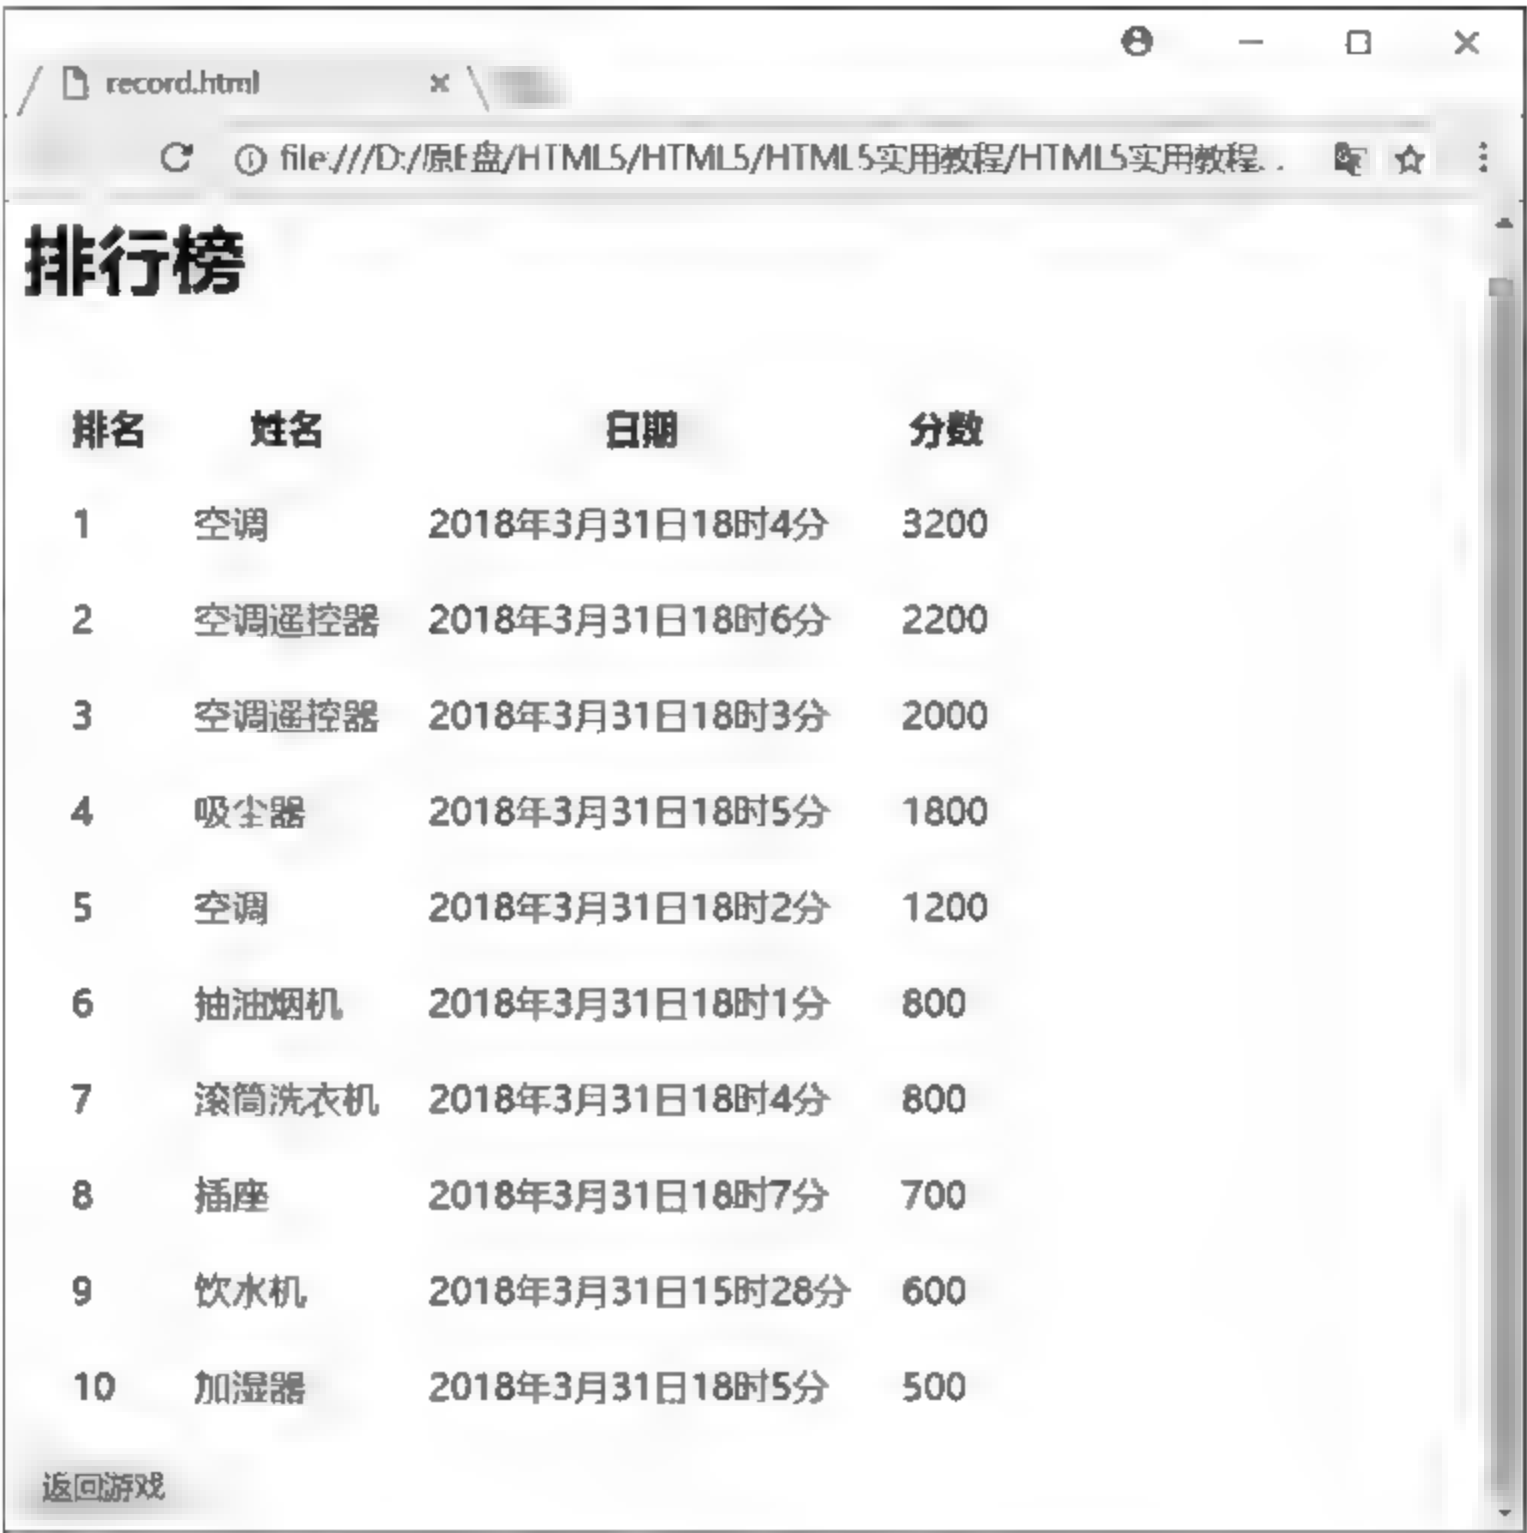 record.html
file:///D:/原E盘/HTML5/HTML5/HTML5实用教程/HTML5实用教程...
排行榜
排名 姓名 日期 分数
1 空调 2018年3月31日18时4分 3200
2 空调遥控器 2018年3月31日18时6分 2200
3 空调遥控器 2018年3月31日18时3分 2000
4 吸尘器 2018年3月31日18时5分 1800
5 空调 2018年3月31日18时2分 1200
6 抽油烟机 2018年3月31日18时1分 800
7 滚筒洗衣机 2018年3月31日18时4分 800
8 插座 2018年3月31日18时7分 700
9 饮水机 2018年3月31日15时28分 600
10 加湿器 2018年3月31日18时5分 500
返回游戏